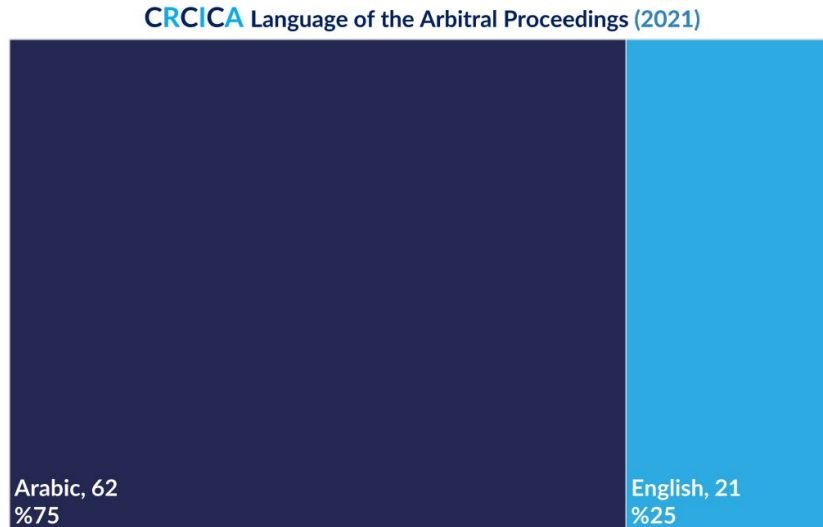 CRCICA Language of the Arbitral Proceedings (2021)
Arabic, 62
%75
English, 21
%25